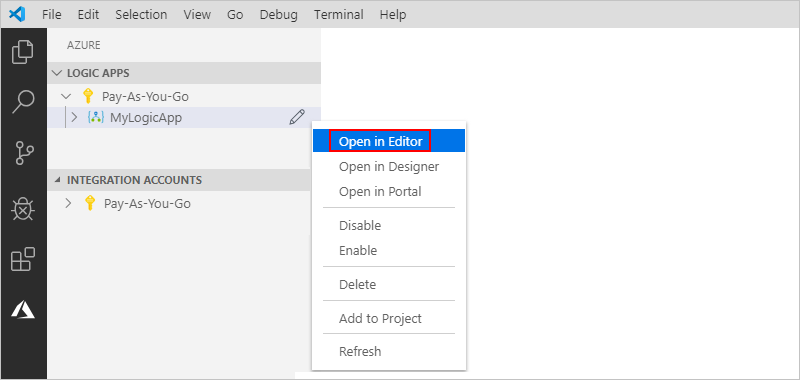 File Edit Selection View Go Debug Terminal Help
AZURE
LOGIC APPS
Pay-As-You-Go
MyLogicApp
Open in Editor
Open in Designer
INTEGRATION ACCOUNTS
Open in Portal
Pay-As-You-Go
Disable
Enable
Delete
Add to Project
Refresh